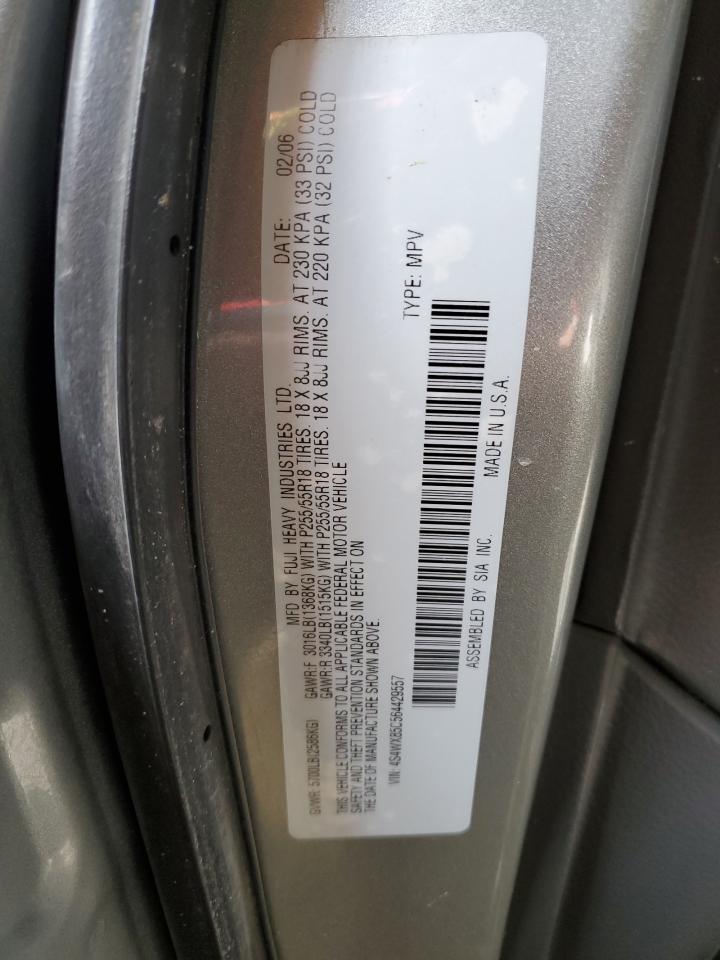 MFD BY FUJI HEAVY INDUSTRIES LTD. DATE: 02/06
GVWR 5700LB(2586KG) GAWR:F 3016LB(1368KG) WITH P255/55R18 TIRES. 18 X 8JJ RIMS. AT 230 KPA (33 PSI) COLD
GAWR:R 3340LB(1515KG) WITH P255/55R18 TIRES. 18 X 8JJ RIMS. AT 220 KPA (32 PSI) COLD
THIS VEHICLE CONFORMS TO ALL APPLICABLE FEDERAL MOTOR VEHICLE
SAFETY AND THEFT PREVENTION STANDARDS IN EFFECT ON
THE DATE OF MANUFACTURE SHOWN ABOVE.
VIN: 4S4WX85C564429557 TYPE: MPV
ASSEMBLED BY SIA INC. MADE IN U.S.A.